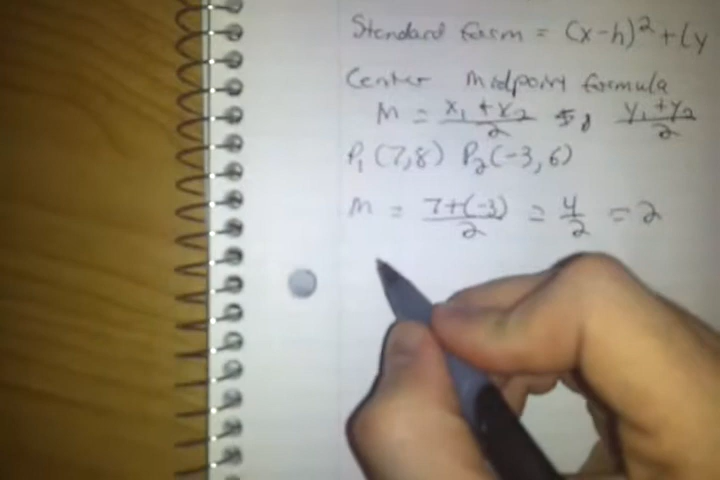 Standard form = (x-h)² + (y
Center Midpoint formula
M = x₁ + x₂ / 2 , y₁ + y₂ / 2
P₁ (7,8) P₂ (-3,6)
M = 7+(-3) / 2 = 4 / 2 = 2